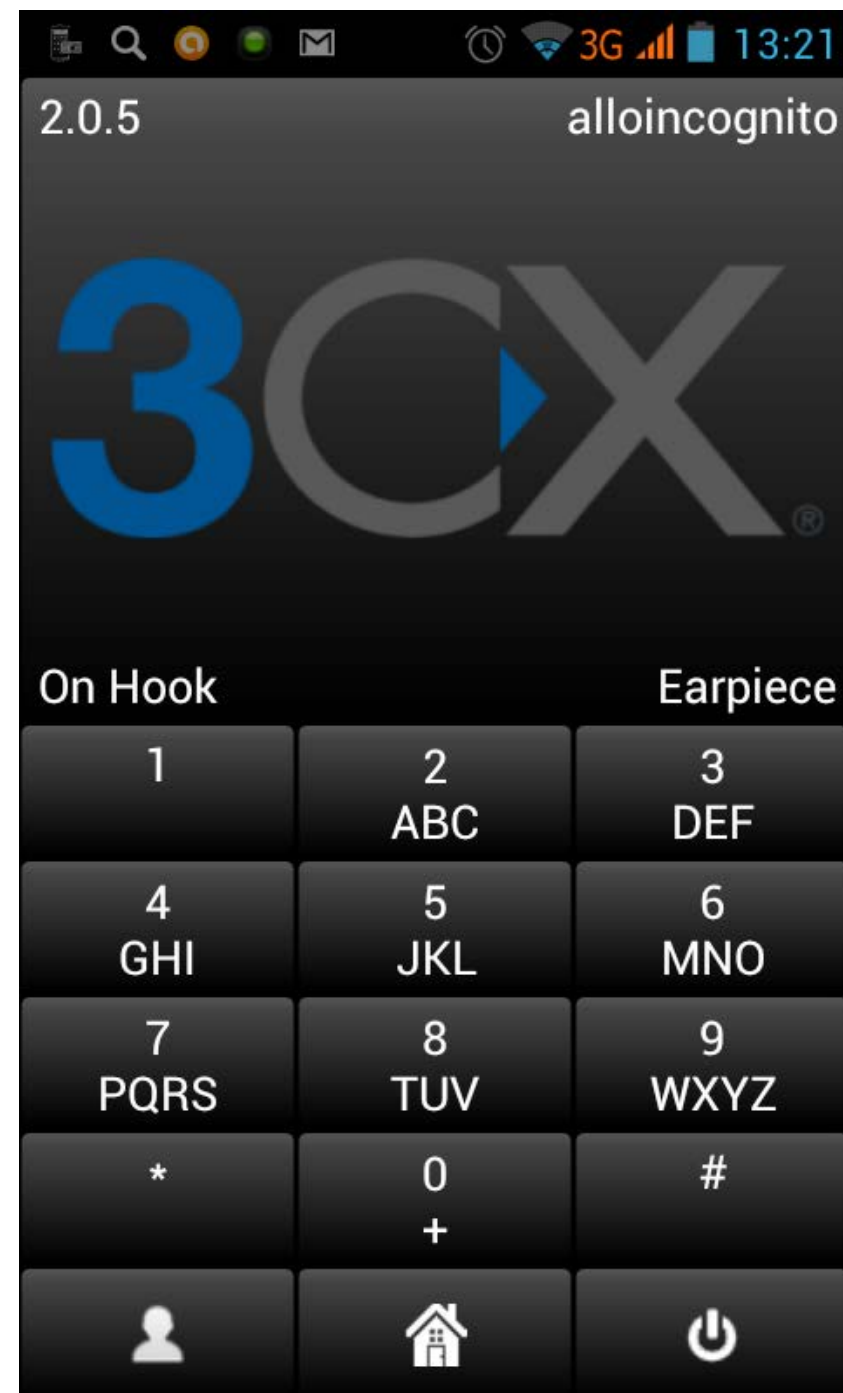 3G 13:21
2.0.5 alloincognito
3CX®
On Hook Earpiece
1 2 3
ABC DEF
4 5 6
GHI JKL MNO
7 8 9
PQRS TUV WXYZ
* 0 #
+